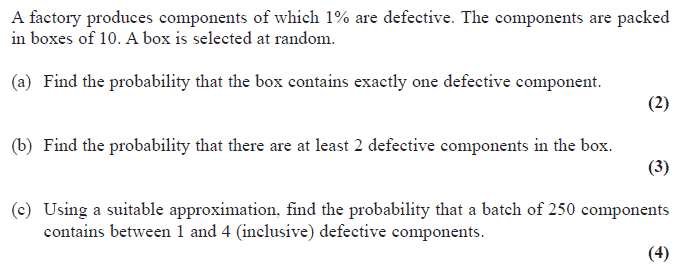 A factory produces components of which 1% are defective. The components are packed
in boxes of 10. A box is selected at random.
(a) Find the probability that the box contains exactly one defective component.
(2)
(b) Find the probability that there are at least 2 defective components in the box.
(3)
(c) Using a suitable approximation, find the probability that a batch of 250 components
contains between 1 and 4 (inclusive) defective components.
(4)